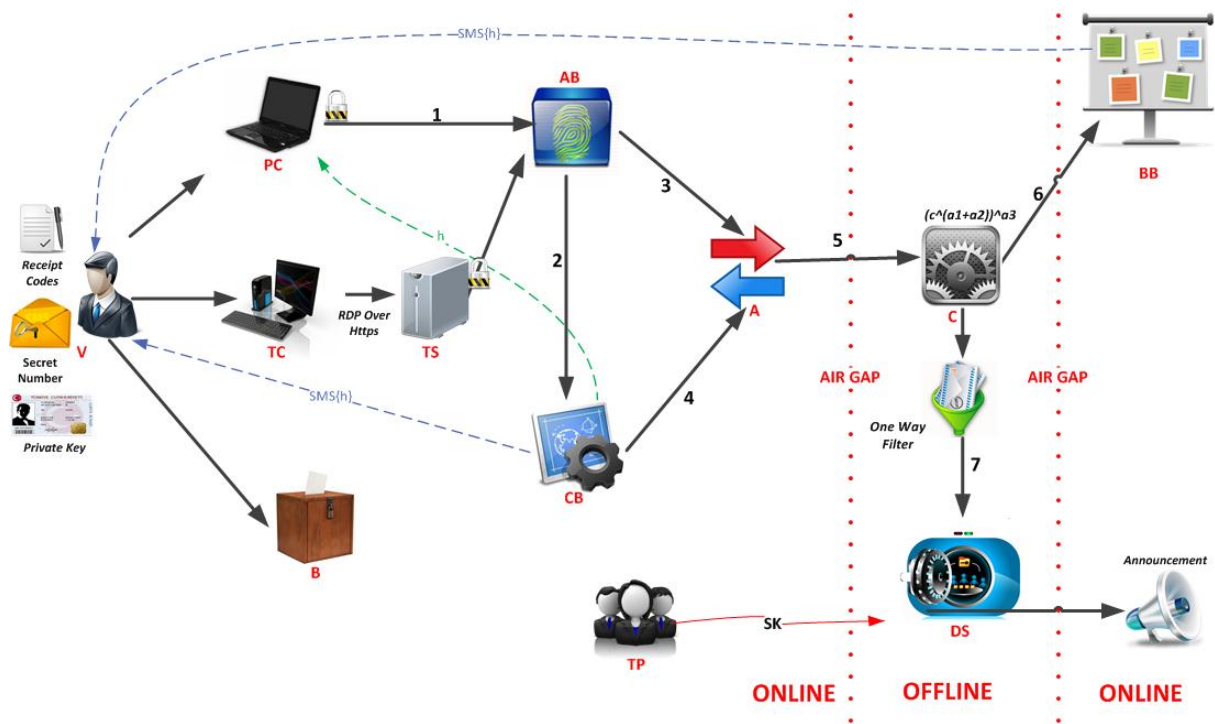 SMS{h}
AB
1
PC
3
BB
6
(c^(a1+a2))^a3
h
2
5
Receipt
Codes
A
C
RDP Over
Https
V
TC
TS
Secret
Number
AIR GAP
AIR GAP
SMS{h}
4
One Way
Filter
Private Key
7
CB
B
Announcement
SK
DS
TP
ONLINE
OFFLINE
ONLINE